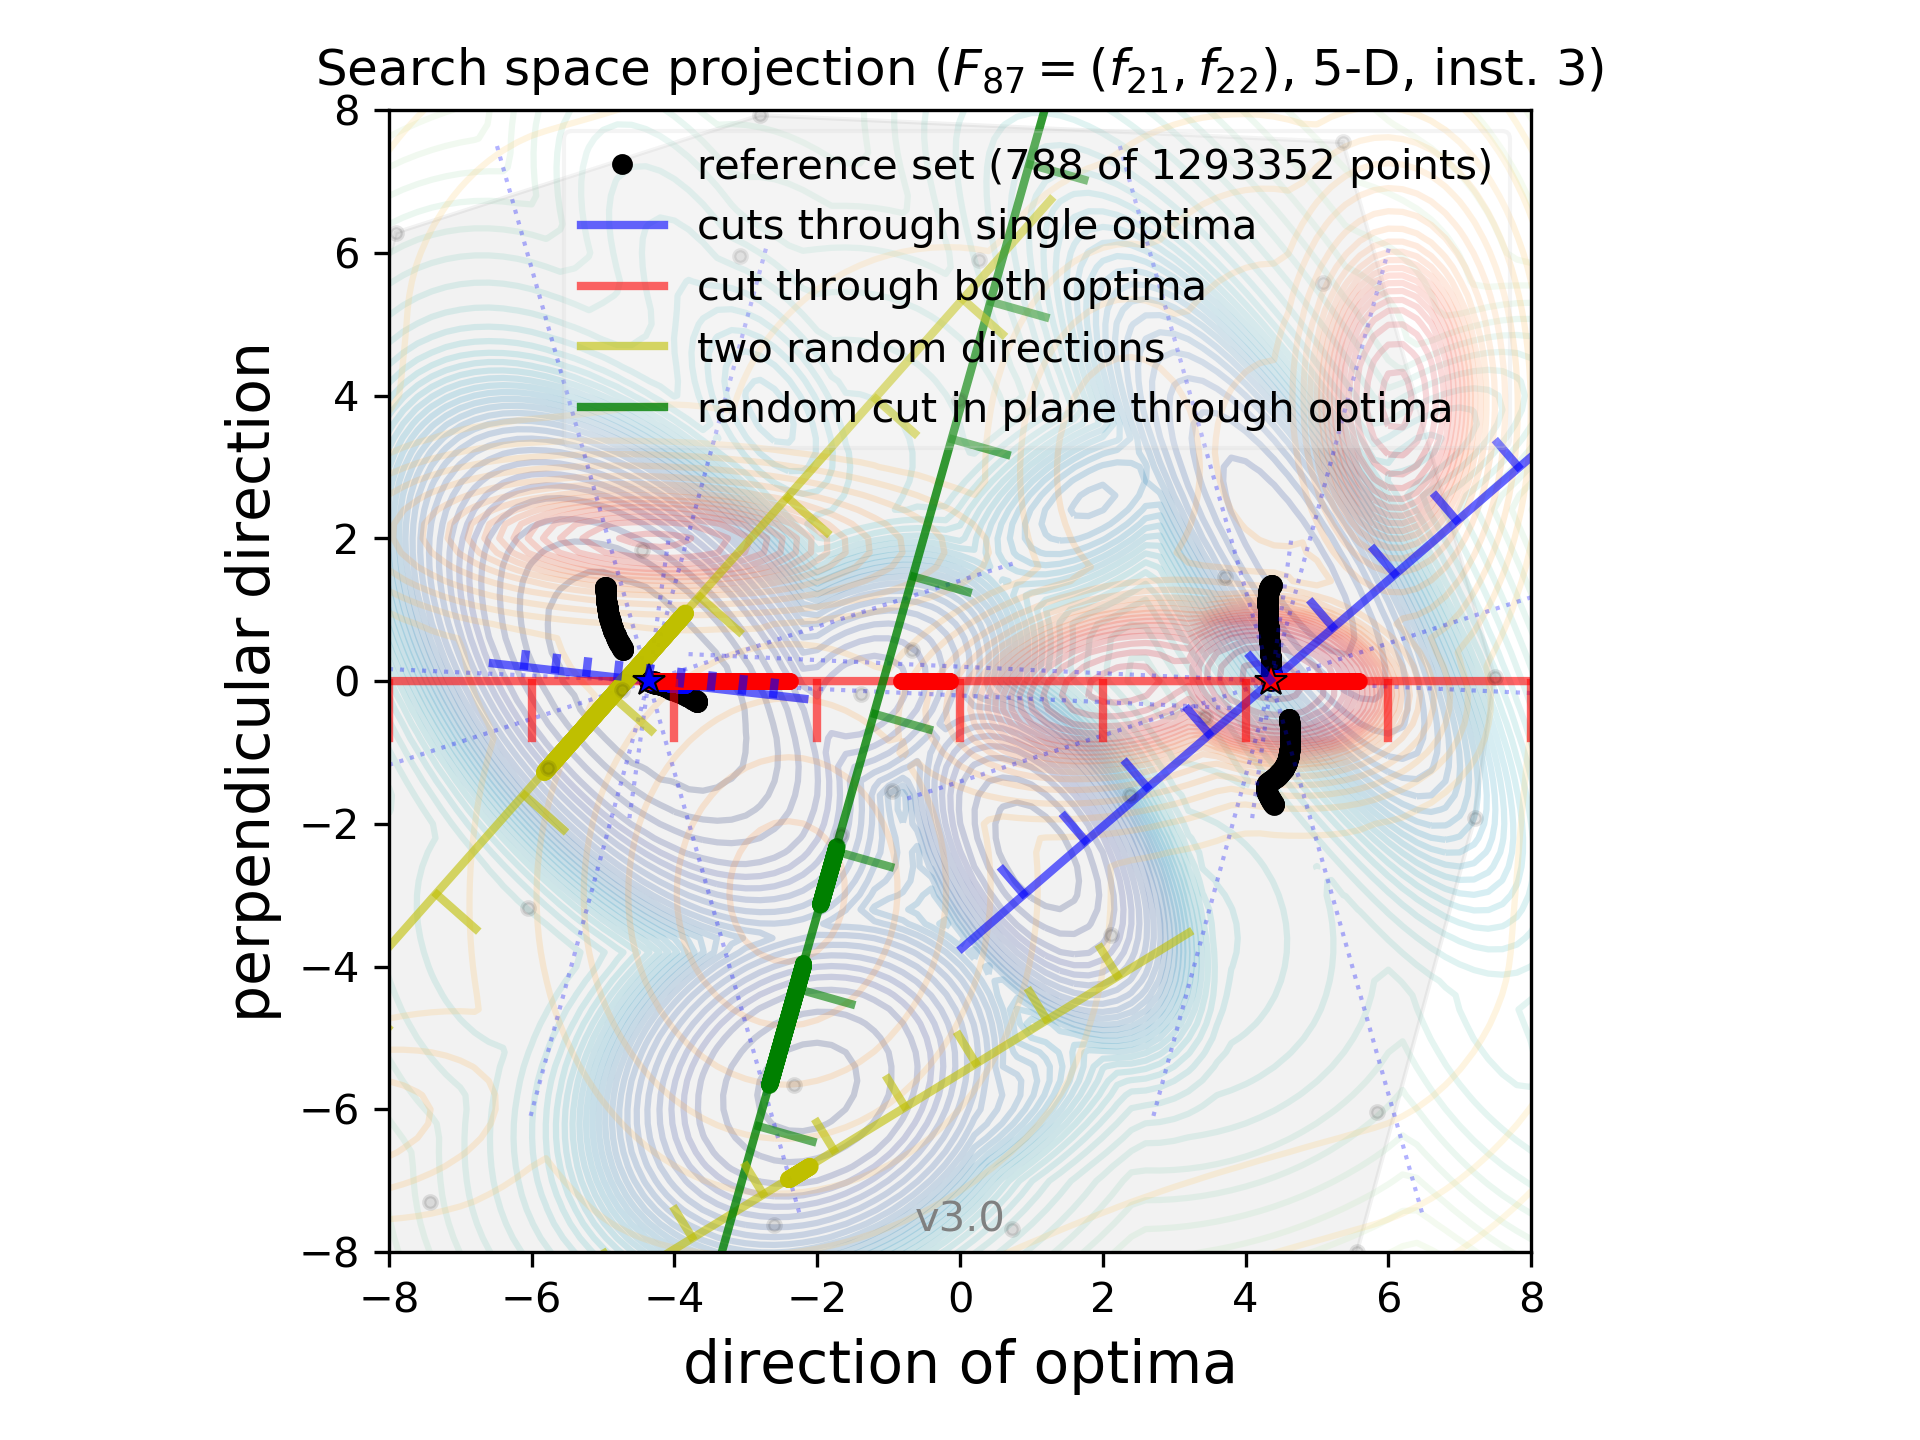 Search space projection (F₈₇ = (f₂₁, f₂₂), 5-D, inst. 3)
reference set (788 of 1293352 points)
cuts through single optima
cut through both optima
two random directions
random cut in plane through optima
perpendicular direction
8
6
4
2
0
−2
−4
−6
−8
v3.0
−8 −6 −4 −2 0 2 4 6 8
direction of optima